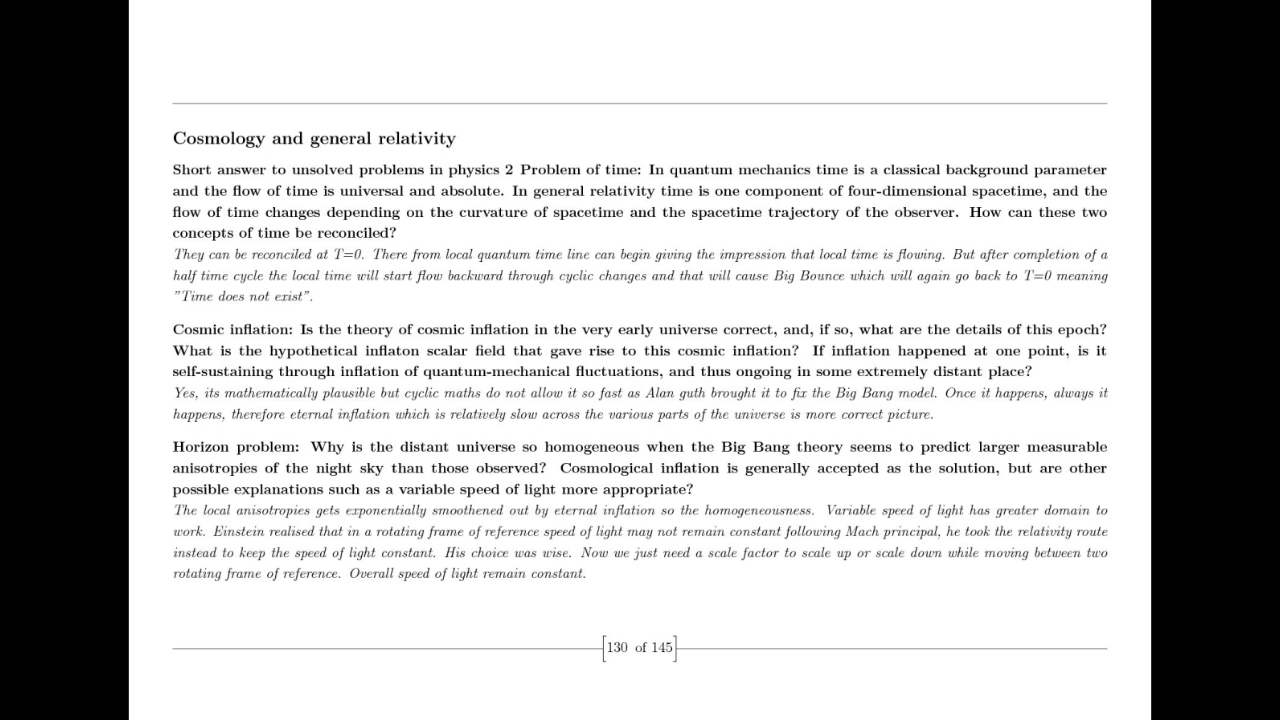 Cosmology and general relativity
Short answer to unsolved problems in physics 2 Problem of time: In quantum mechanics time is a classical background parameter
and the flow of time is universal and absolute. In general relativity time is one component of four-dimensional spacetime, and the
flow of time changes depending on the curvature of spacetime and the spacetime trajectory of the observer. How can these two
concepts of time be reconciled?
They can be reconciled at T=0. There from local quantum time line can begin giving the impression that local time is flowing. But after completion of a
half time cycle the local time will start flow backward through cyclic changes and that will cause Big Bounce which will again go back to T=0 meaning
"Time does not exist".
Cosmic inflation: Is the theory of cosmic inflation in the very early universe correct, and, if so, what are the details of this epoch?
What is the hypothetical inflaton scalar field that gave rise to this cosmic inflation? If inflation happened at one point, is it
self-sustaining through inflation of quantum-mechanical fluctuations, and thus ongoing in some extremely distant place?
Yes, its mathematically plausible but cyclic maths do not allow it so fast as Alan guth brought it to fix the Big Bang model. Once it happens, always it
happens, therefore eternal inflation which is relatively slow across the various parts of the universe is more correct picture.
Horizon problem: Why is the distant universe so homogeneous when the Big Bang theory seems to predict larger measurable
anisotropies of the night sky than those observed? Cosmological inflation is generally accepted as the solution, but are other
possible explanations such as a variable speed of light more appropriate?
The local anisotropies gets exponentially smoothened out by eternal inflation so the homogeneousness. Variable speed of light has greater domain to
work. Einstein realised that in a rotating frame of reference speed of light may not remain constant following Mach principal, he took the relativity route
instead to keep the speed of light constant. His choice was wise. Now we just need a scale factor to scale up or scale down while moving between two
rotating frame of reference. Overall speed of light remain constant.
130 of 145